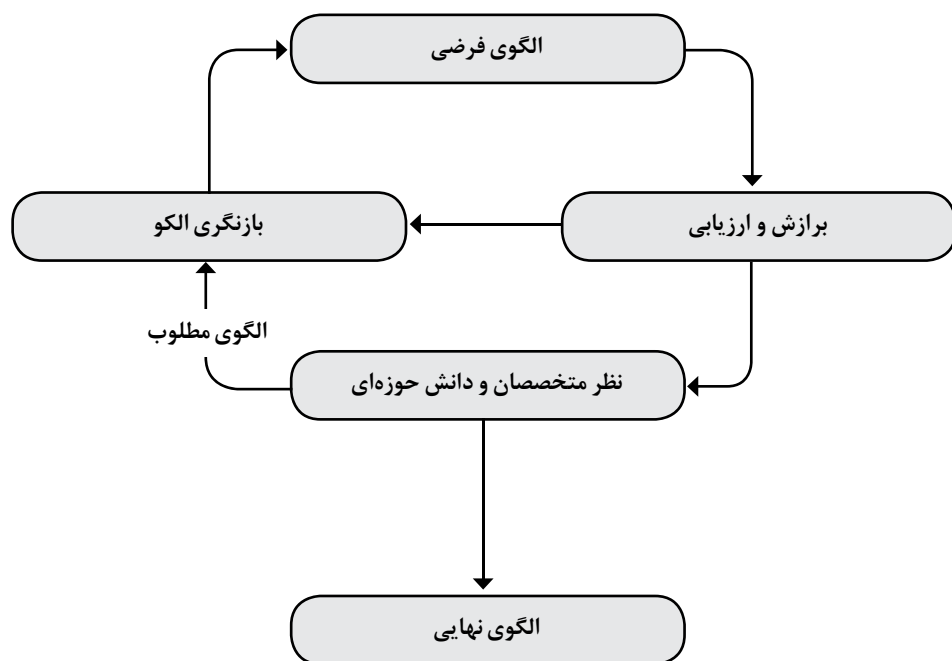 الگوی فرضی
برازش و ارزیابی
بازنگری الکو
الگوی مطلوب
نظر متخصصان و دانش حوزه‌ای
الگوی نهایی